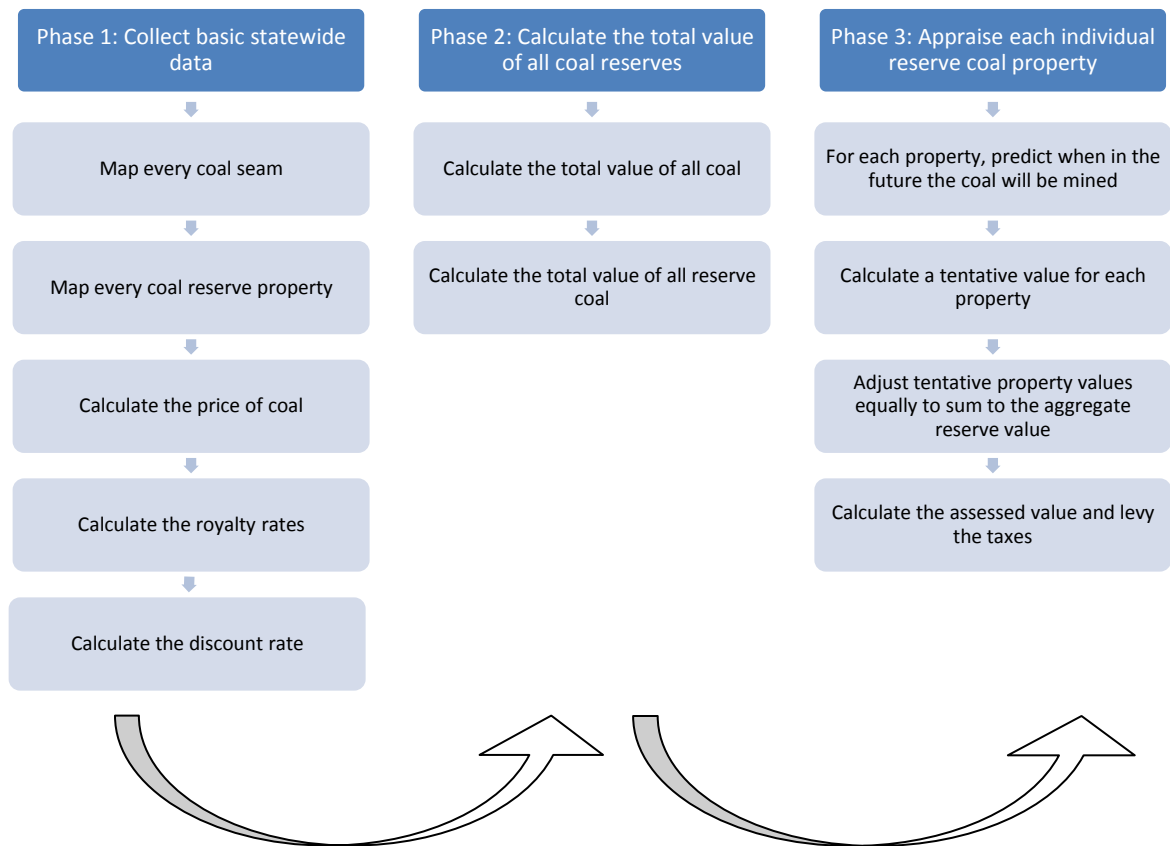 Phase 1: Collect basic statewide
data
Map every coal seam
Map every coal reserve property
Calculate the price of coal
Calculate the royalty rates
Calculate the discount rate
Phase 2: Calculate the total value
of all coal reserves
Calculate the total value of all coal
Calculate the total value of all reserve
coal
Phase 3: Appraise each individual
reserve coal property
For each property, predict when in the
future the coal will be mined
Calculate a tentative value for each
property
Adjust tentative property values
equally to sum to the aggregate
reserve value
Calculate the assessed value and levy
the taxes